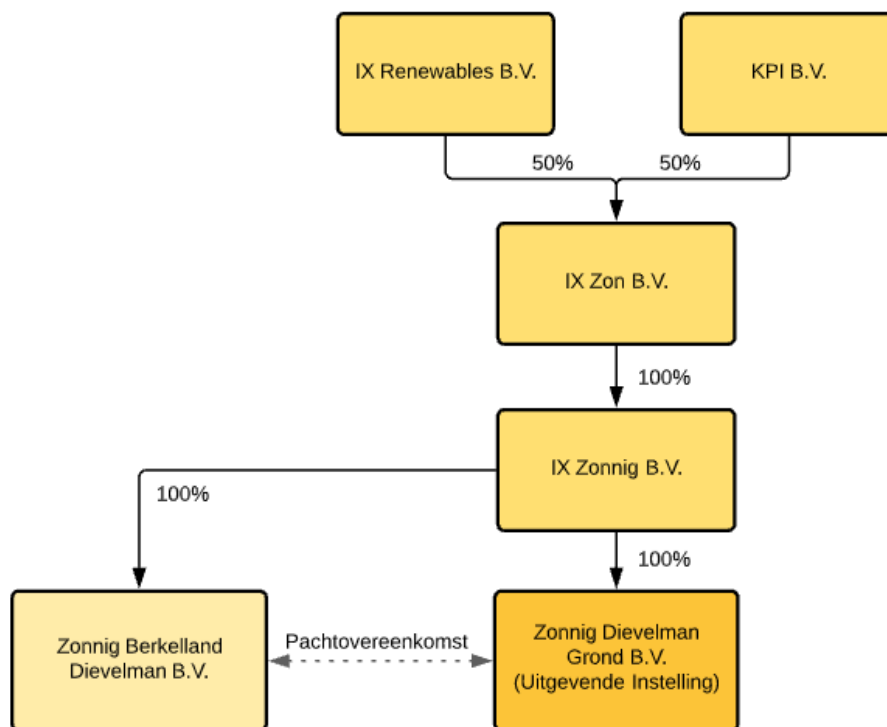 IX Renewables B.V.
KPI B.V.
50%
50%
IX Zon B.V.
100%
IX Zonnig B.V.
100%
100%
Zonnig Berkelland
Dievelman B.V.
Pachtovereenkomst
Zonnig Dievelman
Grond B.V.
(Uitgevende Instelling)